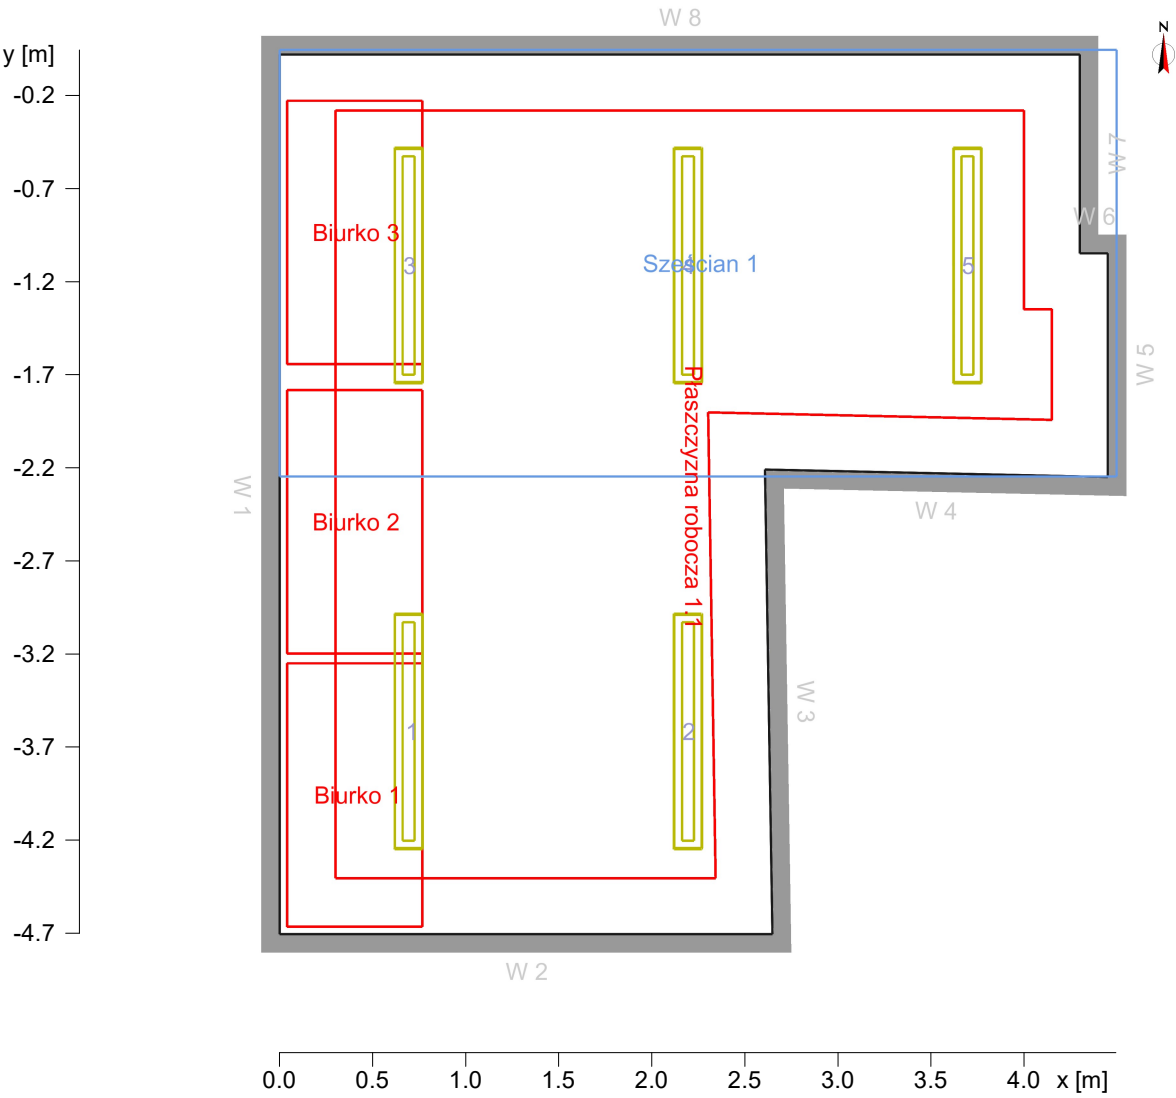 W 8
N
y [m]
-0.2
W 7
-0.7
W 6
Biurko 3
3
Sześcian 1
4
5
-1.2
W 5
-1.7
Płaszczyzna robocza 1.1
-2.2
W 1
Biurko 2
W 4
-2.7
-3.2
W 3
1
2
-3.7
Biurko 1
-4.2
-4.7
W 2
0.0 0.5 1.0 1.5 2.0 2.5 3.0 3.5 4.0 x [m]